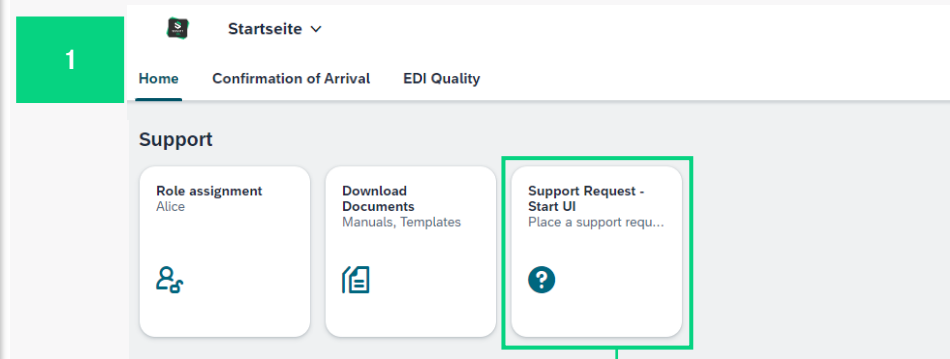 1
Startseite
Home Confirmation of Arrival EDI Quality
Support
Role assignment
Alice
Download
Documents
Manuals, Templates
Support Request -
Start UI
Place a support requ...
?